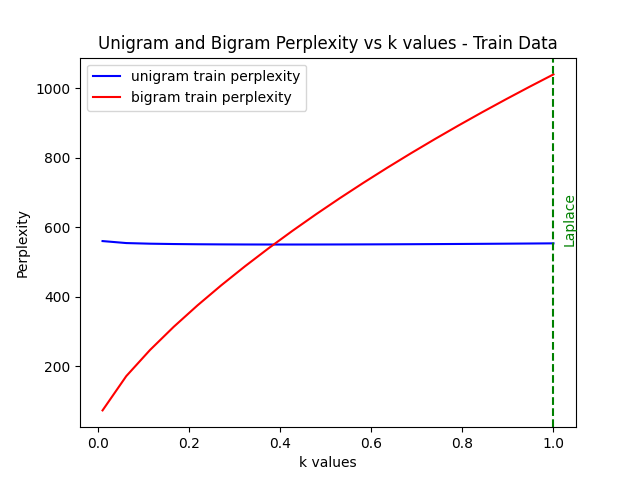 Unigram and Bigram Perplexity vs k values - Train Data
unigram train perplexity
bigram train perplexity
1000
800
600
400
200
Perplexity
Laplace
0.0 0.2 0.4 0.6 0.8 1.0
k values